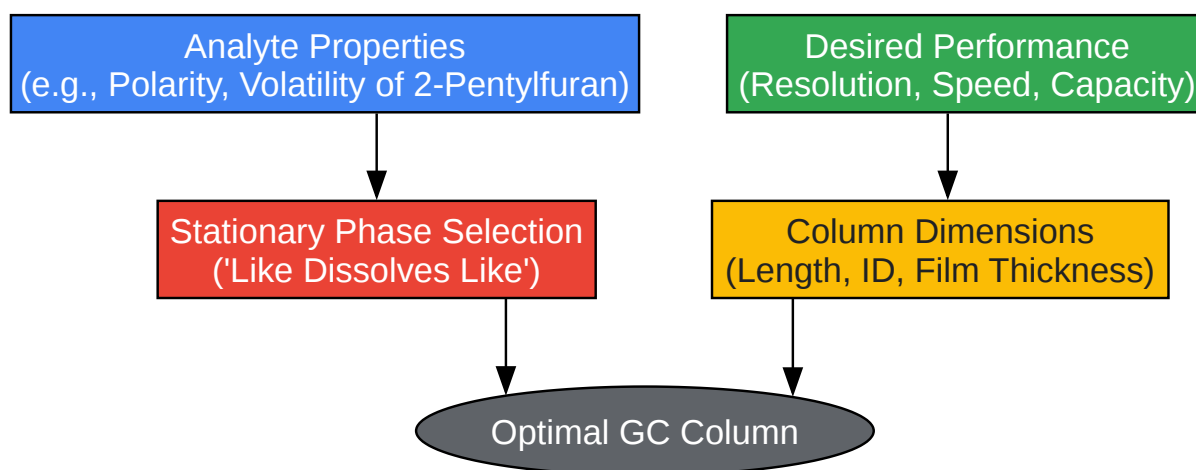 Analyte Properties
(e.g., Polarity, Volatility of 2-Pentylfuran)
Desired Performance
(Resolution, Speed, Capacity)
Stationary Phase Selection
('Like Dissolves Like')
Column Dimensions
(Length, ID, Film Thickness)
Optimal GC Column